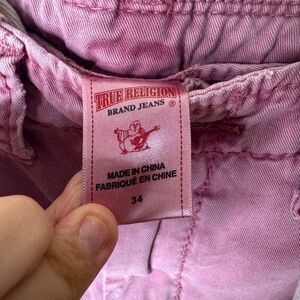 TRUE RELIGION
BRAND JEANS ®
MADE IN CHINA
FABRIQUÉ EN CHINE
34